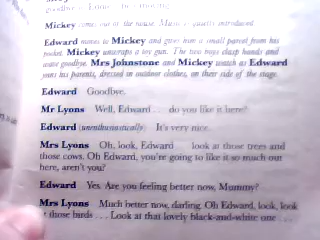 goodbye
Mickey comes out of the house. Music quietly introduced
Edward moves to Mickey and gives him a small parcel from his
pocket. Mickey unwraps a toy gun. The two boys clasp hands and
wave goodbye. Mrs Johnstone and Mickey watch as Edward
joins his parents, dressed in outdoor clothes, on their side of the stage.
Edward Goodbye.
Mr Lyons Well, Edward . . . do you like it here?
Edward (unenthusiastically) It's very nice.
Mrs Lyons Oh, look, Edward . . . look at those trees and
those cows. Oh Edward, you're going to like it so much out
here, aren't you?
Edward Yes. Are you feeling better now, Mummy?
Mrs Lyons Much better now, darling. Oh Edward, look, look
those birds . . . Look at that lovely black-and-white one . . .